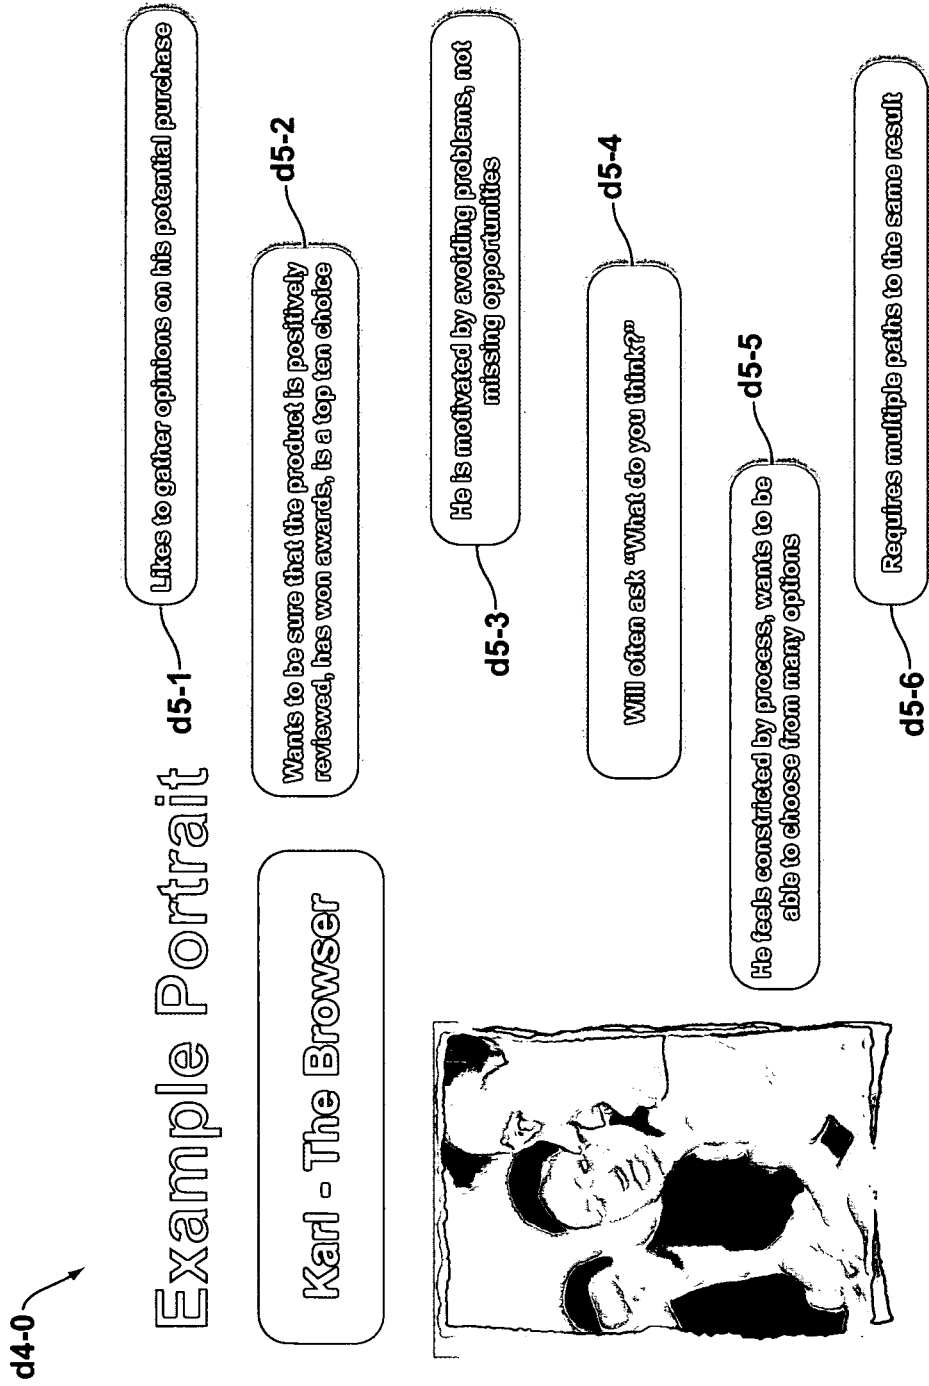 d4-0
Example Portrait
Karl - The Browser
d5-1
Likes to gather opinions on his potential purchase
d5-2
Wants to be sure that the product is positively
reviewed, has won awards, is a top ten choice
d5-3
He is motivated by avoiding problems, not
missing opportunities
d5-4
Will often ask “What do you think?”
d5-5
He feels constricted by process, wants to be
able to choose from many options
d5-6
Requires multiple paths to the same result